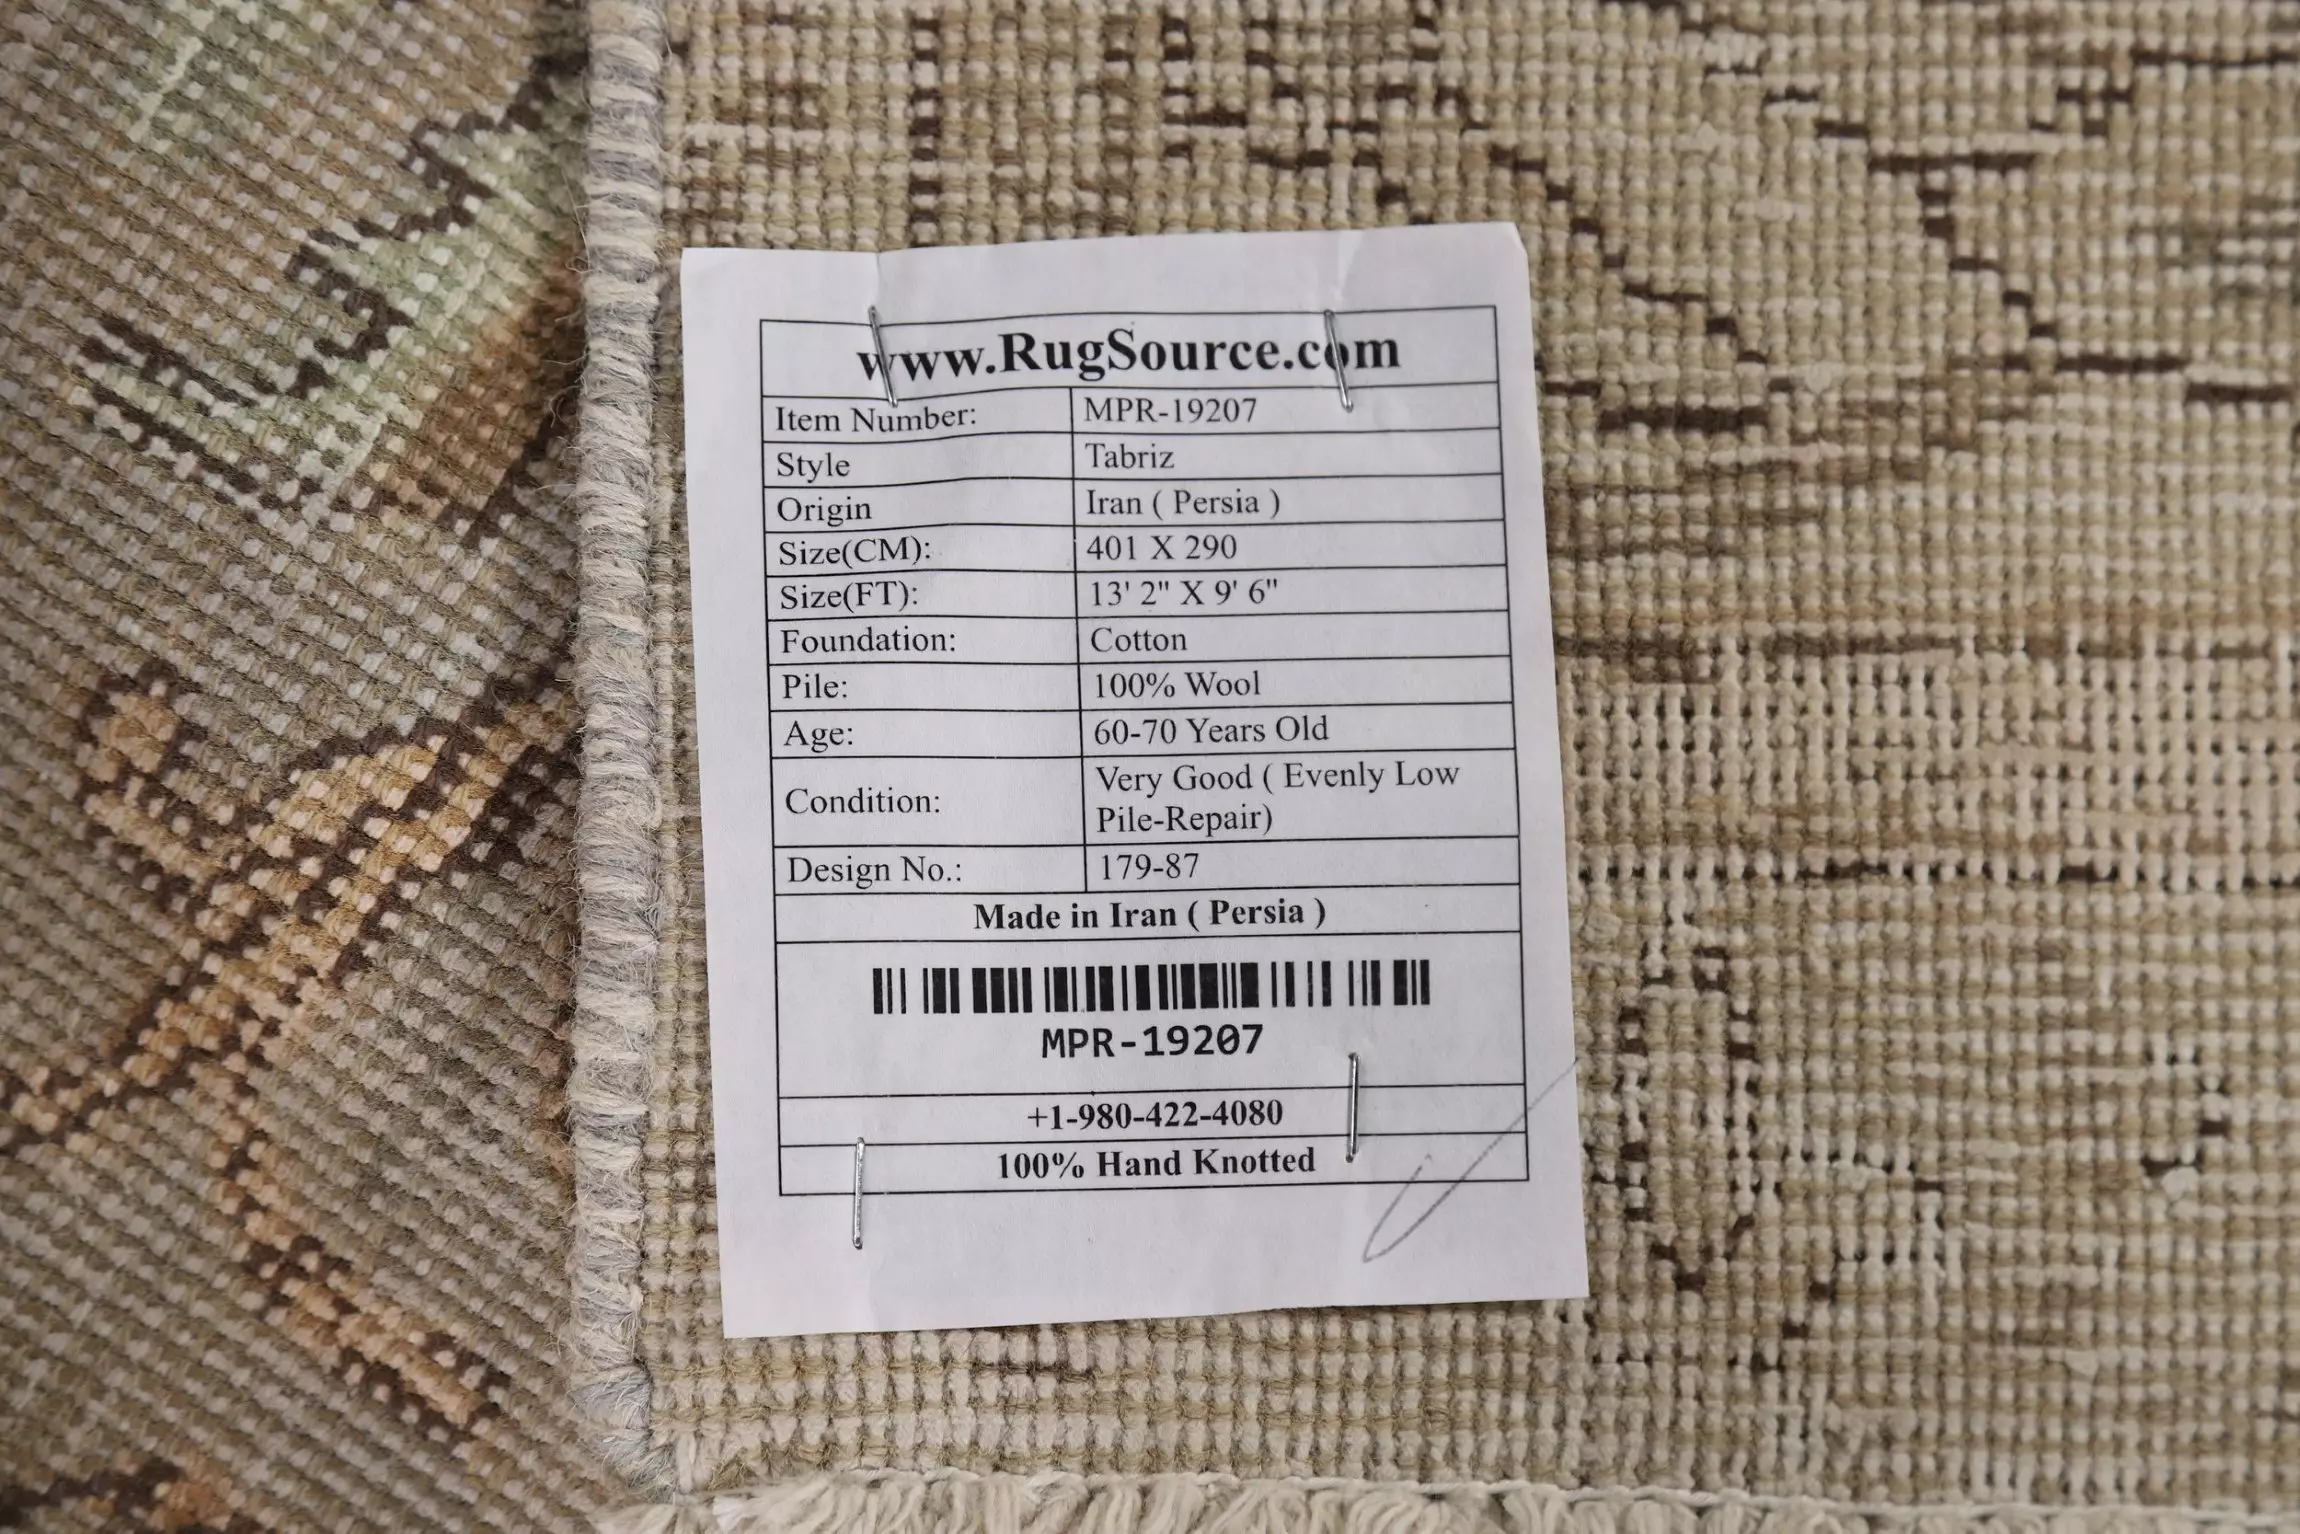 www.RugSource.com
Item Number: MPR-19207
Style Tabriz
Origin Iran ( Persia )
Size(CM): 401 X 290
Size(FT): 13' 2" X 9' 6"
Foundation: Cotton
Pile: 100% Wool
Age: 60-70 Years Old
Condition: Very Good ( Evenly Low
Pile-Repair)
Design No.: 179-87
Made in Iran ( Persia )
MPR-19207
+1-980-422-4080
100% Hand Knotted